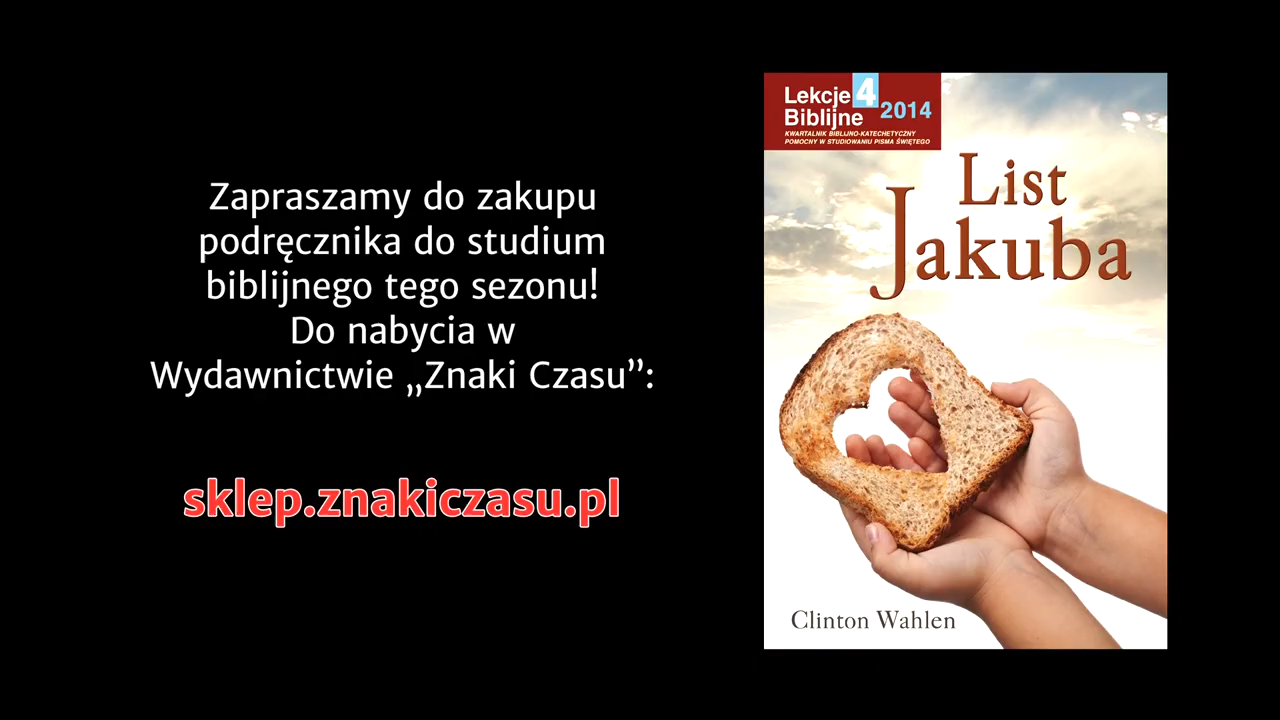 Zapraszamy do zakupu
podręcznika do studium
biblijnego tego sezonu!
Do nabycia w
Wydawnictwie „Znaki Czasu”:
sklep.znakiczasu.pl
Lekcje 4
Biblijne 2014
KWARTALNIK BIBLIJNO-KATECHETYCZNY
POMOCNY W STUDIOWANIU PISMA ŚWIĘTEGO
List
Jakuba
Clinton Wahlen